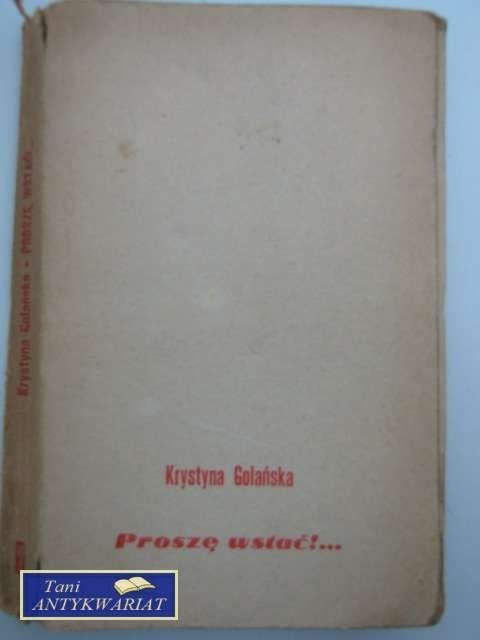 Krystyna Golańska - PROSZĘ WSTAĆ!...
Krystyna Golańska
Proszę wstać!...
Tani
ANTYKWARIAT